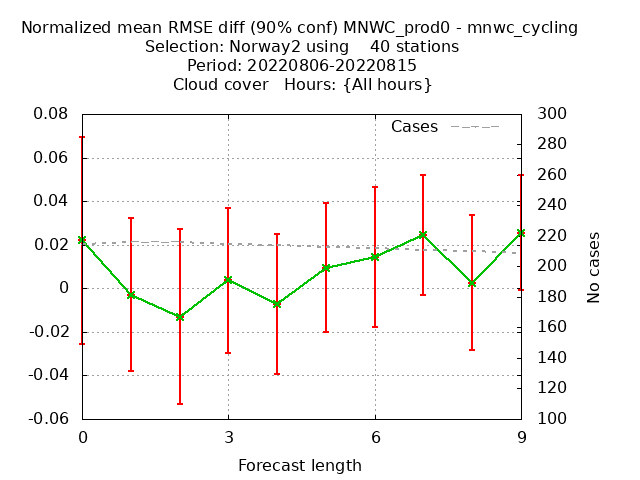 Normalized mean RMSE diff (90% conf) MNWC_prod0 - mnwc_cycling
Selection: Norway2 using    40 stations
Period: 20220806-20220815
Cloud cover   Hours: {All hours}
Cases
0.08
0.06
0.04
0.02
0
-0.02
-0.04
-0.06
300
280
260
240
220
200
180
160
140
120
100
No cases
0 3 6 9
Forecast length